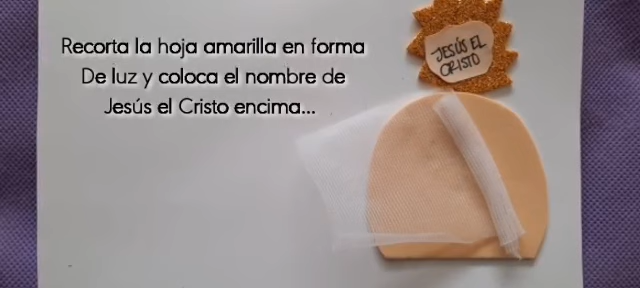 Recorta la hoja amarilla en forma
De luz y coloca el nombre de
Jesús el Cristo encima...
JESÚS EL
CRISTO